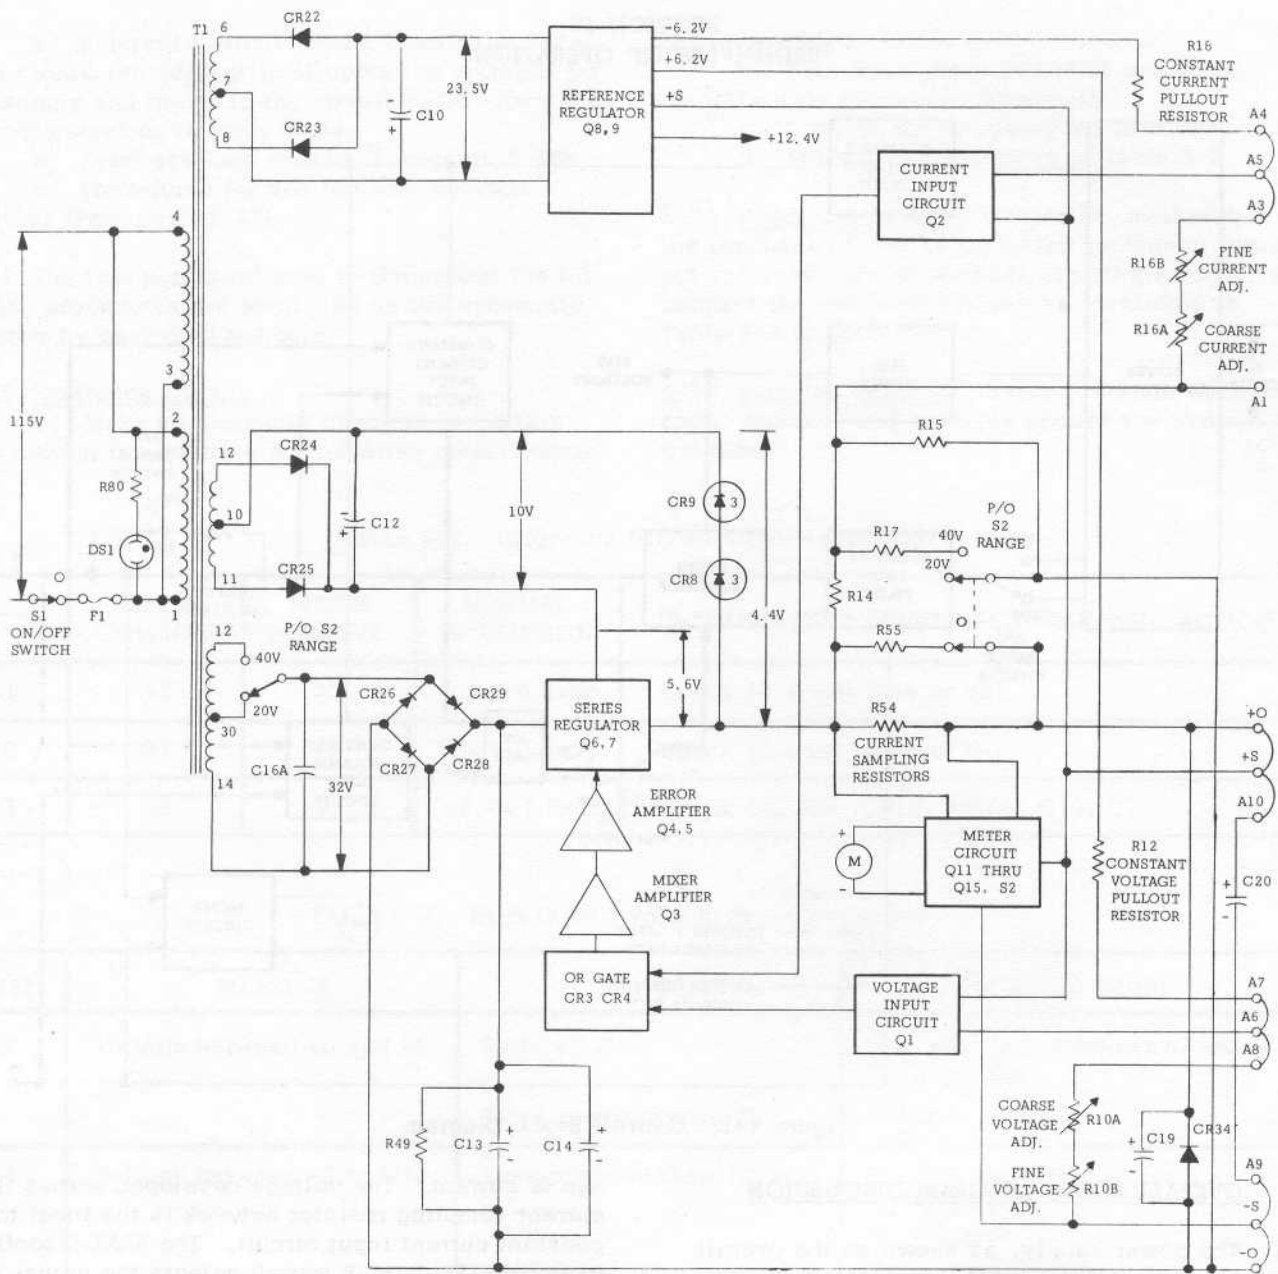 T1
6
CR22
8
CR23
23.5V
+
C10
REFERENCE
REGULATOR
Q8,9
-6.2V
+6.2V
+S
+12.4V
R18
CONSTANT
CURRENT
PULLOUT
RESISTOR
A4
A5
A3
CURRENT
INPUT
CIRCUIT
Q2
R16B
FINE
CURRENT
ADJ.
R16A
COARSE
CURRENT
ADJ.
A1
4
3
2
1
115V
R80
DS1
S1
ON/OFF
SWITCH
F1
12
10
11
CR24
CR25
-
+
C12
10V
CR9
3
CR8
3
4.4V
5.6V
R15
R17
40V
20V
P/O
S2
RANGE
R14
R55
R54
CURRENT
SAMPLING
RESISTORS
12
P/O S2
RANGE
40V
20V
30
14
C16A
32V
CR26
CR29
CR27
CR28
SERIES
REGULATOR
Q6,7
ERROR
AMPLIFIER
Q4,5
MIXER
AMPLIFIER
Q3
OR GATE
CR3 CR4
+
M
-
METER
CIRCUIT
Q11 THRU
Q15, S2
R12
CONSTANT
VOLTAGE
PULLOUT
RESISTOR
+O
+S
A10
+
C20
-
VOLTAGE
INPUT
CIRCUIT
Q1
A7
A6
A8
R49
C13
+
-
C14
+
-
COARSE
VOLTAGE
ADJ.
R10A
FINE
VOLTAGE
ADJ.
R10B
+
C19
-
CR34
A9
-S
-O